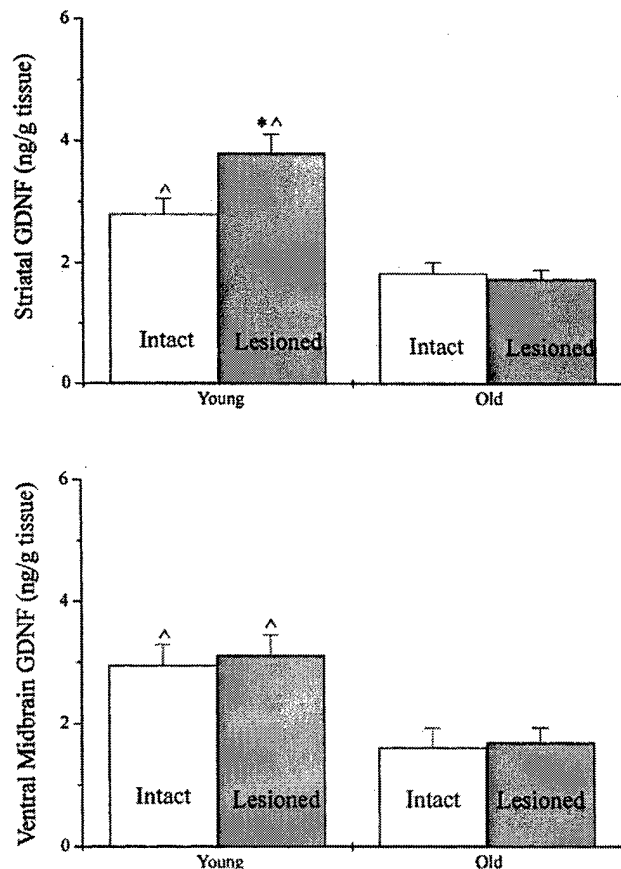 Striatal GDNF (ng/g tissue)
6
4
2
0
^
*^
Intact
Lesioned
Intact
Lesioned
Young
Old
Ventral Midbrain GDNF (ng/g tissue)
6
4
2
0
^
^
Intact
Lesioned
Intact
Lesioned
Young
Old